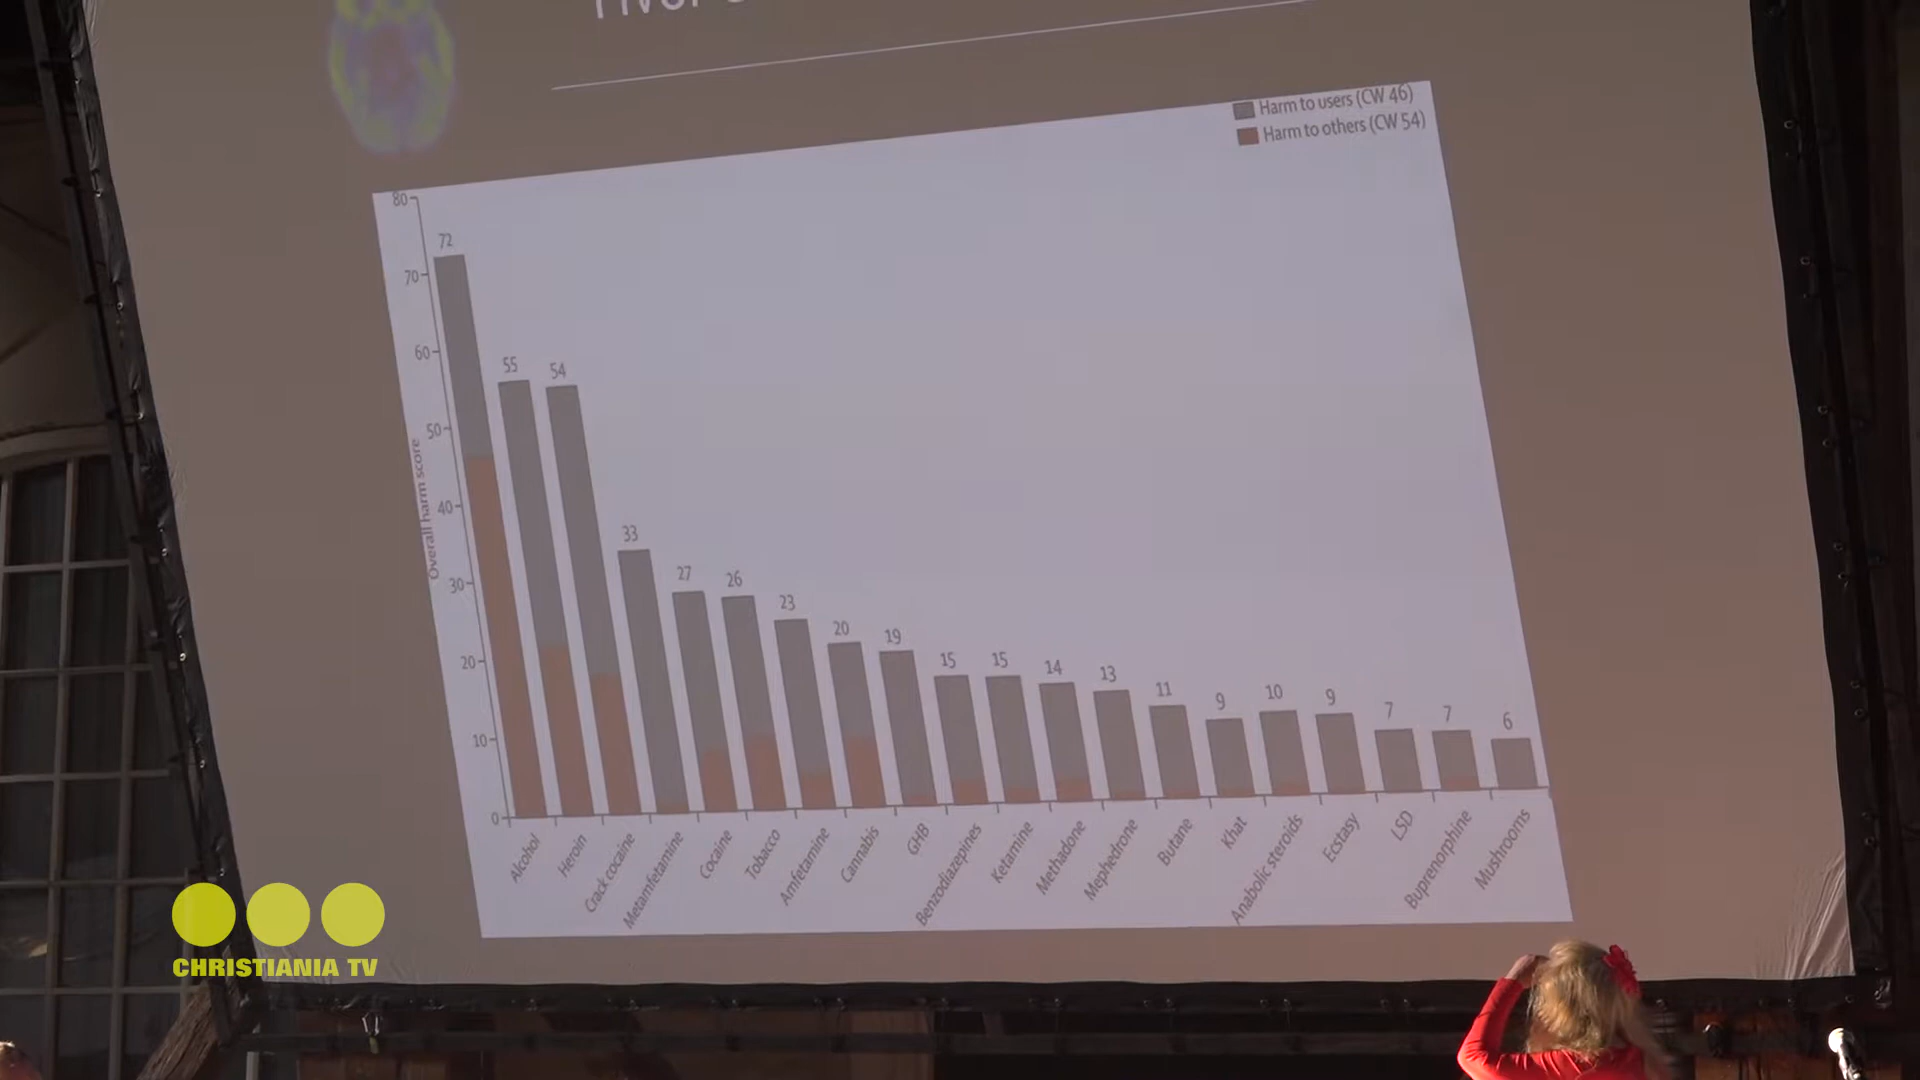 Harm to users (CW 46)
Harm to others (CW 54)
Overall harm score
80
70
60
50
40
30
20
10
0
72
55
54
33
27
26
23
20
19
15
15
14
13
11
9
10
9
7
7
6
Alcohol
Heroin
Crack cocaine
Metamfetamine
Cocaine
Tobacco
Amfetamine
Cannabis
GHB
Benzodiazepines
Ketamine
Methadone
Mephedrone
Butane
Khat
Anabolic steroids
Ecstasy
LSD
Buprenorphine
Mushrooms
CHRISTIANIA TV